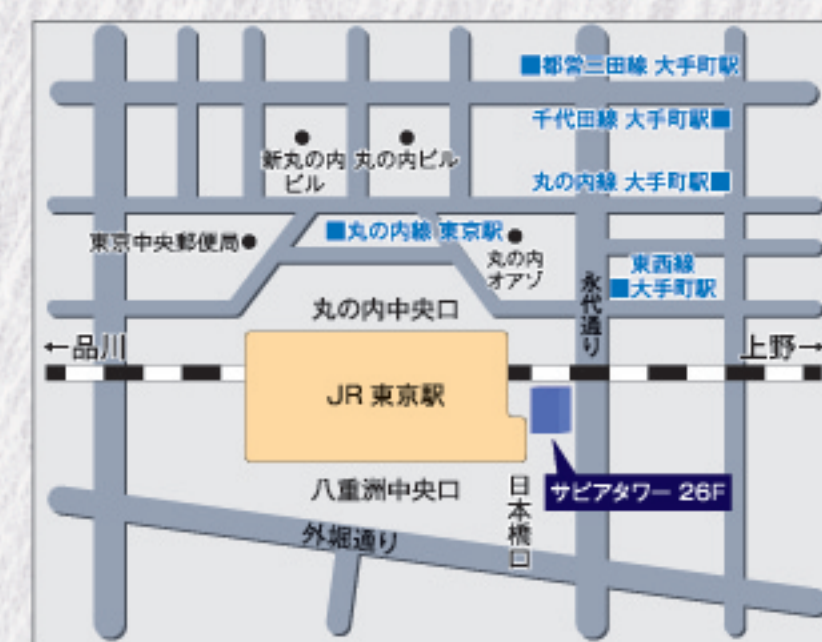 ■都営三田線 大手町駅
千代田線 大手町駅■
新丸の内
ビル
丸の内ビル
丸の内線 大手町駅■
■丸の内線 東京駅
東京中央郵便局●
丸の内
オアゾ
東西線
■大手町駅
永代通り
丸の内中央口
←品川
上野→
JR 東京駅
サピアタワー 26F
八重洲中央口
日本橋口
外堀通り